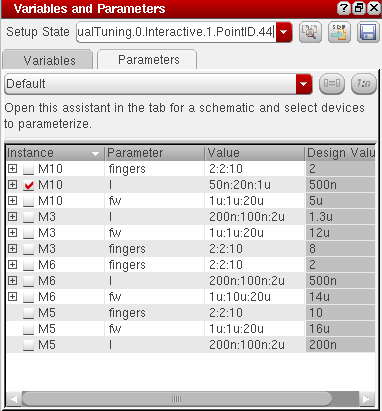 Variables and Parameters
Setup State ualTuning.0.Interactive.1.PointID.44
Variables Parameters
Default
Open this assistant in the tab for a schematic and select devices
to parameterize.
Instance Parameter Value Design Valu
M10 fingers 2:2:10 2
M10 l 50n:20n:1u 500n
M10 fw 1u:1u:20u 5u
M3 l 200n:100n:2u 1.3u
M3 fw 1u:1u:20u 12u
M3 fingers 2:2:10 8
M6 fingers 2:2:10 2
M6 l 200n:100n:2u 500n
M6 fw 1u:10u:20u 14u
M5 fingers 2:2:10 10
M5 fw 1u:1u:20u 16u
M5 l 200n:100n:2u 200n